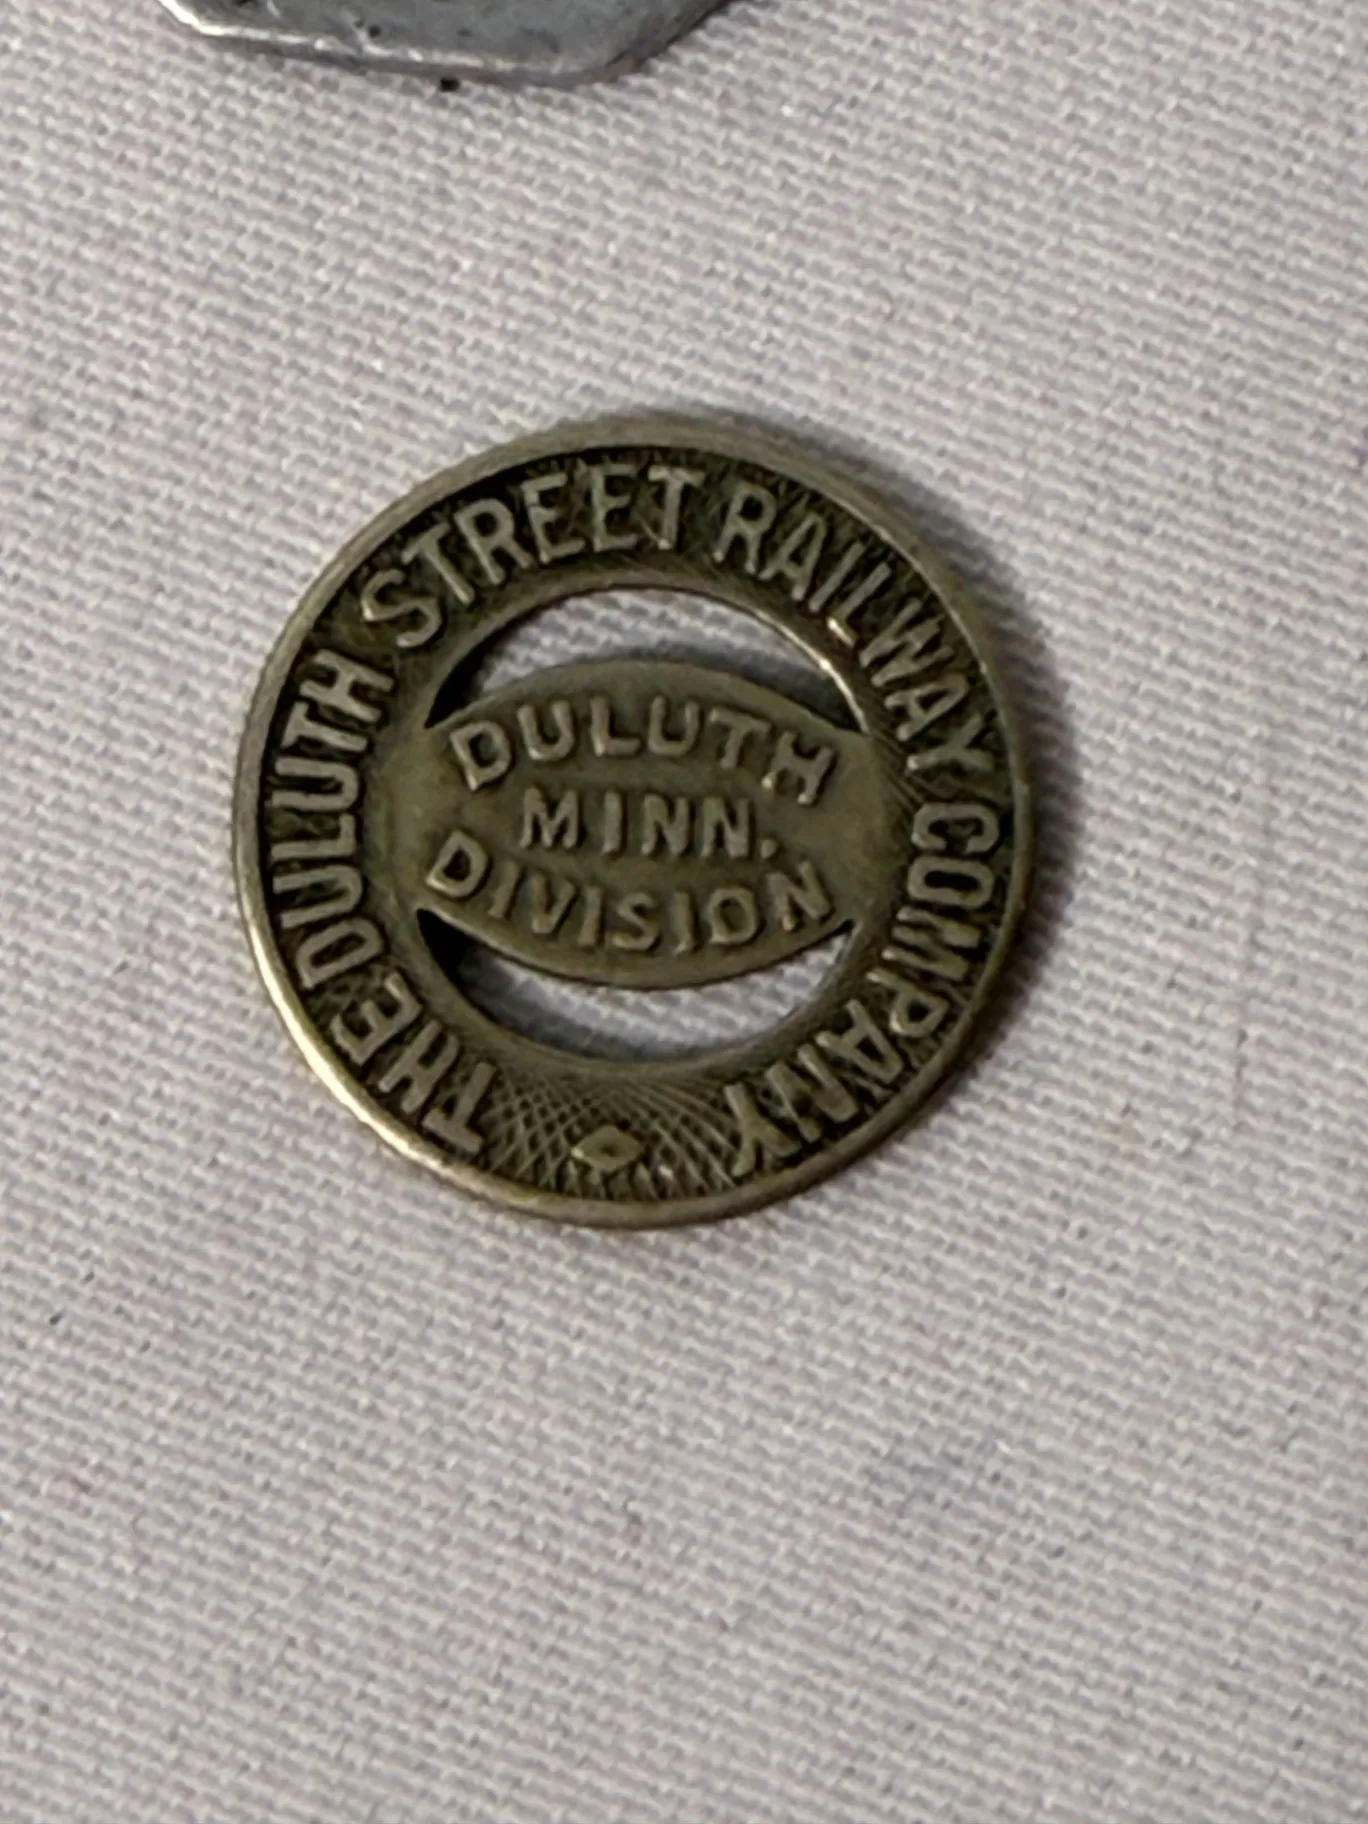 THE DULUTH STREET RAILWAY COMPANY
DULUTH
MINN.
DIVISION